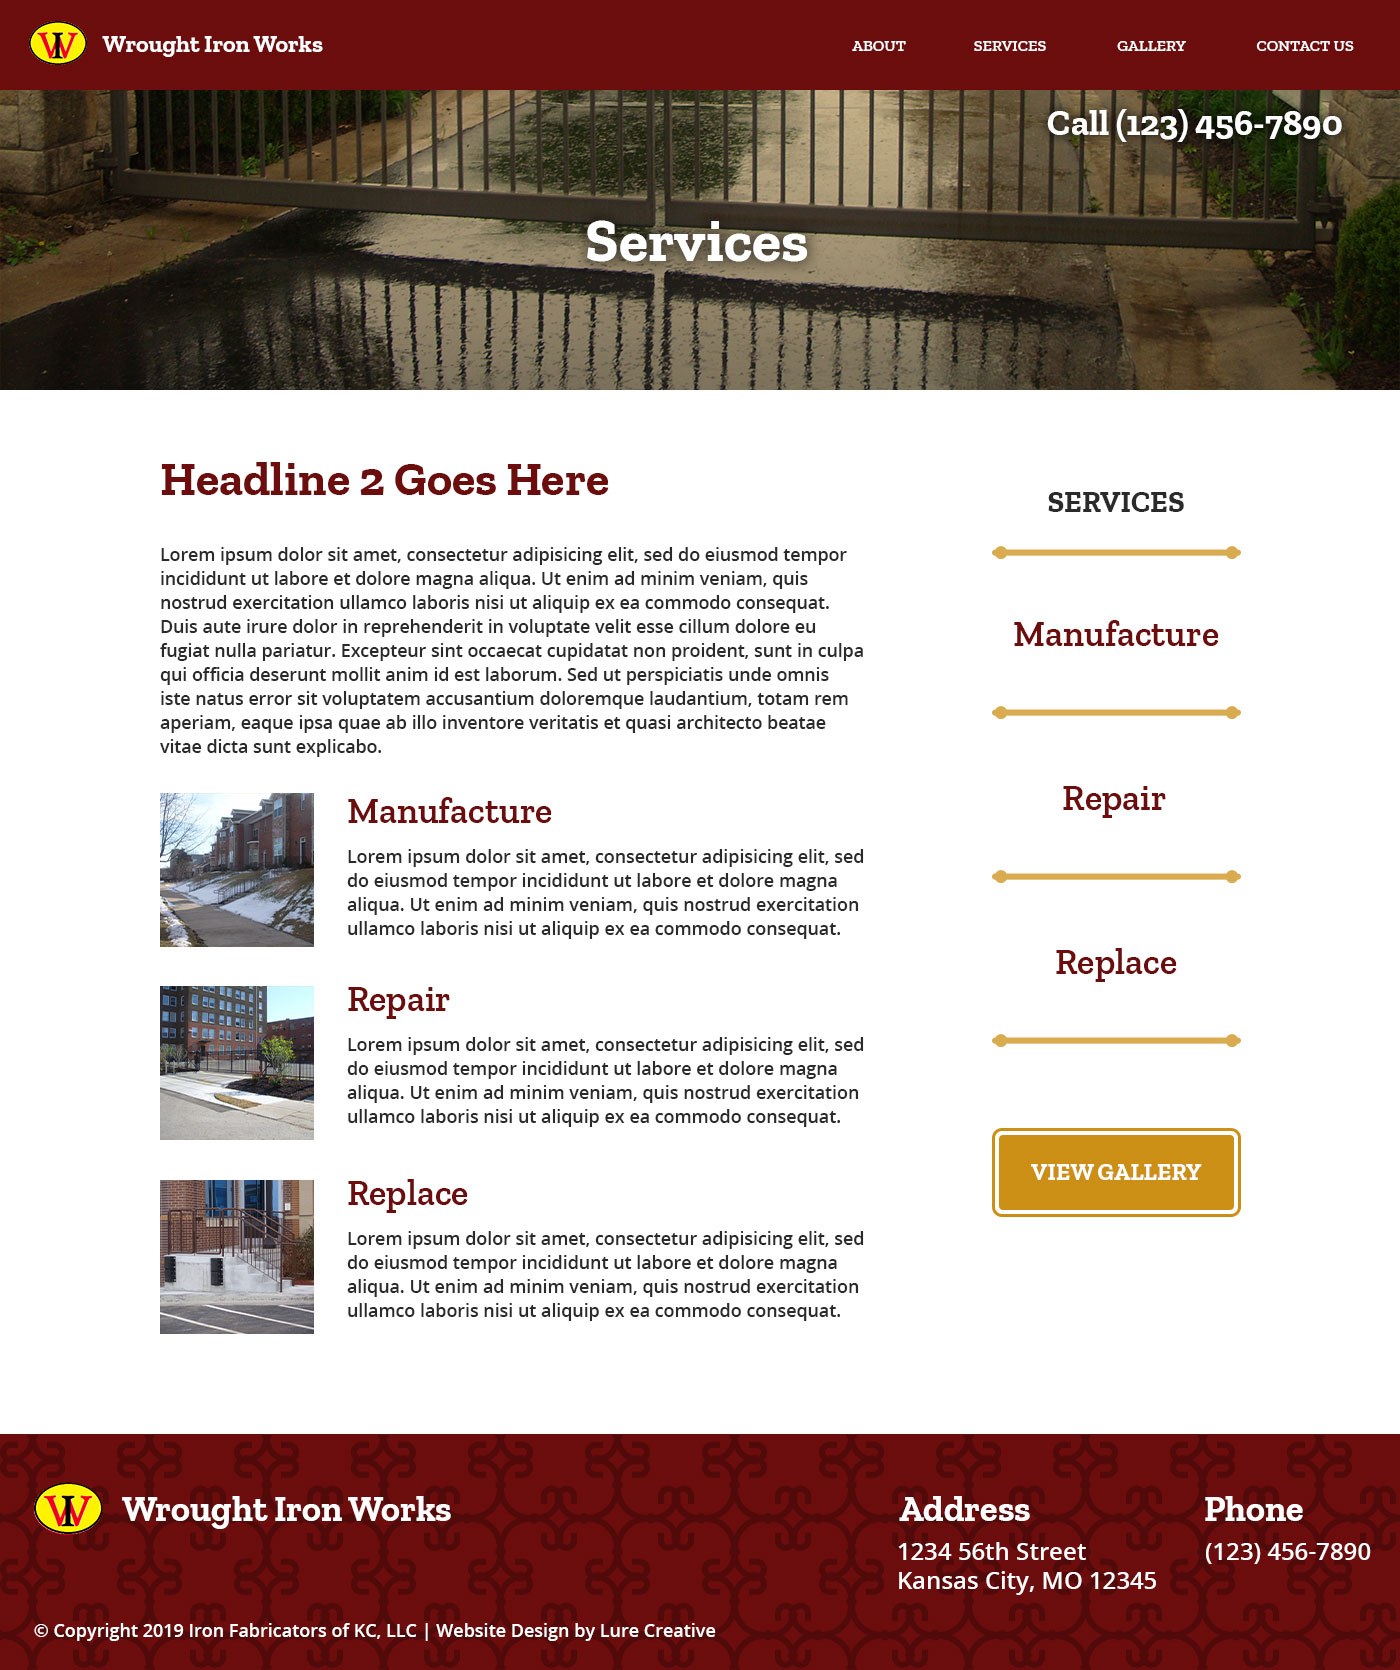 WI Wrought Iron Works
ABOUT SERVICES GALLERY CONTACT US
Call (123) 456-7890
Services
Headline 2 Goes Here
Lorem ipsum dolor sit amet, consectetur adipisicing elit, sed do eiusmod tempor
incididunt ut labore et dolore magna aliqua. Ut enim ad minim veniam, quis
nostrud exercitation ullamco laboris nisi ut aliquip ex ea commodo consequat.
Duis aute irure dolor in reprehenderit in voluptate velit esse cillum dolore eu
fugiat nulla pariatur. Excepteur sint occaecat cupidatat non proident, sunt in culpa
qui officia deserunt mollit anim id est laborum. Sed ut perspiciatis unde omnis
iste natus error sit voluptatem accusantium doloremque laudantium, totam rem
aperiam, eaque ipsa quae ab illo inventore veritatis et quasi architecto beatae
vitae dicta sunt explicabo.
Manufacture
Lorem ipsum dolor sit amet, consectetur adipisicing elit, sed
do eiusmod tempor incididunt ut labore et dolore magna
aliqua. Ut enim ad minim veniam, quis nostrud exercitation
ullamco laboris nisi ut aliquip ex ea commodo consequat.
Repair
Lorem ipsum dolor sit amet, consectetur adipisicing elit, sed
do eiusmod tempor incididunt ut labore et dolore magna
aliqua. Ut enim ad minim veniam, quis nostrud exercitation
ullamco laboris nisi ut aliquip ex ea commodo consequat.
Replace
Lorem ipsum dolor sit amet, consectetur adipisicing elit, sed
do eiusmod tempor incididunt ut labore et dolore magna
aliqua. Ut enim ad minim veniam, quis nostrud exercitation
ullamco laboris nisi ut aliquip ex ea commodo consequat.
SERVICES
Manufacture
Repair
Replace
VIEW GALLERY
WI Wrought Iron Works
Address
1234 56th Street
Kansas City, MO 12345
Phone
(123) 456-7890
© Copyright 2019 Iron Fabricators of KC, LLC | Website Design by Lure Creative